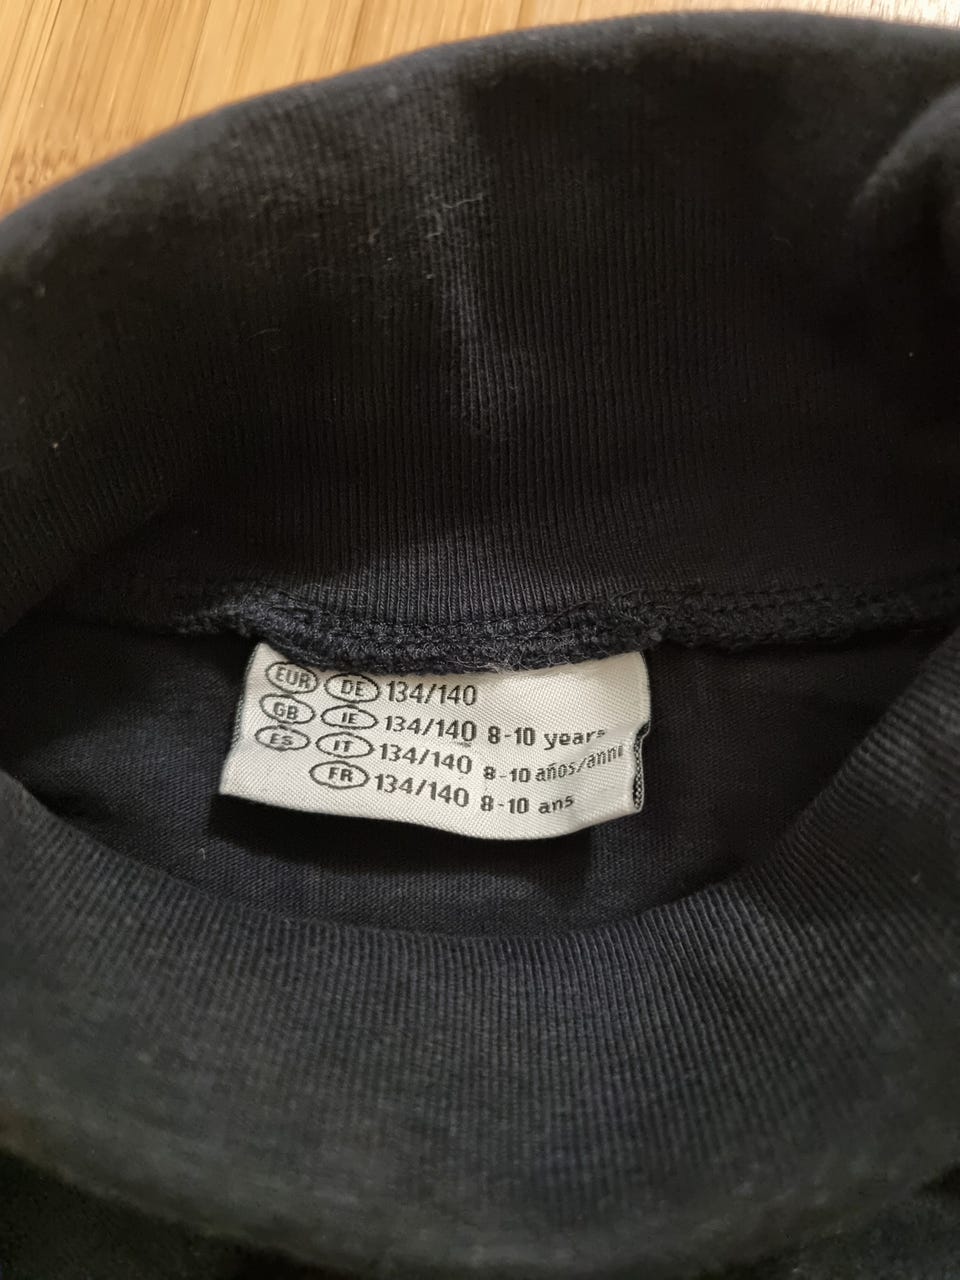 EUR DE 134/140
GB IE 134/140 8-10 years
ES IT 134/140 8-10 años/anni
FR 134/140 8-10 ans